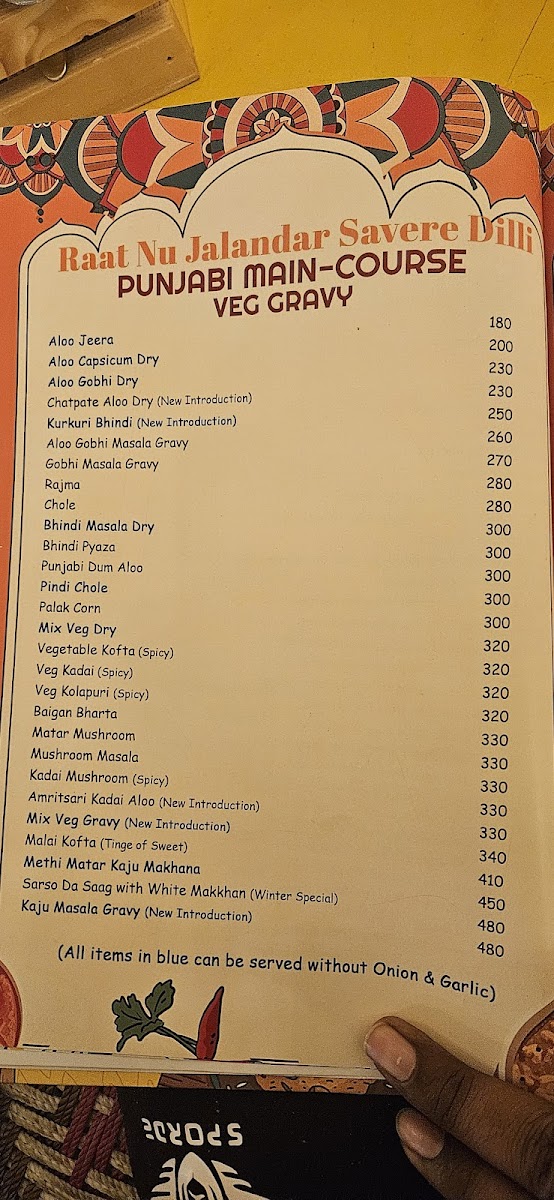 Raat Nu Jalandar Savere Dilli
PUNJABI MAIN-COURSE
VEG GRAVY
Aloo Jeera 180
Aloo Capsicum Dry 200
Aloo Gobhi Dry 230
Chatpate Aloo Dry (New Introduction) 230
Kurkuri Bhindi (New Introduction) 250
Aloo Gobhi Masala Gravy 260
Gobhi Masala Gravy 270
Rajma 280
Chole 280
Bhindi Masala Dry 300
Bhindi Pyaza 300
Punjabi Dum Aloo 300
Pindi Chole 300
Palak Corn 300
Mix Veg Dry 320
Vegetable Kofta (Spicy) 320
Veg Kadai (Spicy) 320
Veg Kolapuri (Spicy) 320
Baigan Bharta 330
Matar Mushroom 330
Mushroom Masala 330
Kadai Mushroom (Spicy) 330
Amritsari Kadai Aloo (New Introduction) 330
Mix Veg Gravy (New Introduction) 340
Malai Kofta (Tinge of Sweet) 410
Methi Matar Kaju Makhana 450
Sarso Da Saag with White Makkhan (Winter Special) 480
Kaju Masala Gravy (New Introduction) 480
(All items in blue can be served without Onion & Garlic)